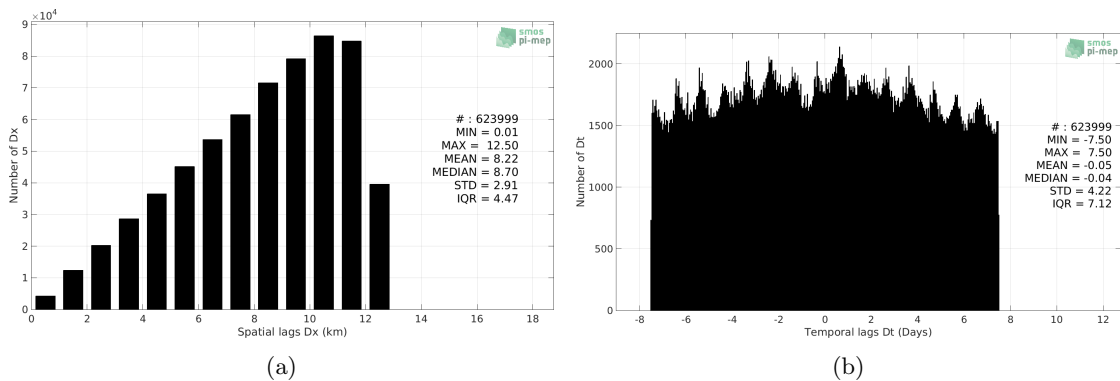 ×10⁴
9
8
7
6
5
4
3
2
1
0
Number of Dx
0 2 4 6 8 10 12 14 16 18
Spatial lags Dx (km)
smos
pi-mep
# : 623999
MIN = 0.01
MAX = 12.50
MEAN = 8.22
MEDIAN = 8.70
STD = 2.91
IQR = 4.47
(a)
2000
1500
1000
500
0
Number of Dt
-8 -6 -4 -2 0 2 4 6 8 10 12
Temporal lags Dt (Days)
smos
pi-mep
# : 623999
MIN = -7.50
MAX = 7.50
MEAN = -0.05
MEDIAN = -0.04
STD = 4.22
IQR = 7.12
(b)